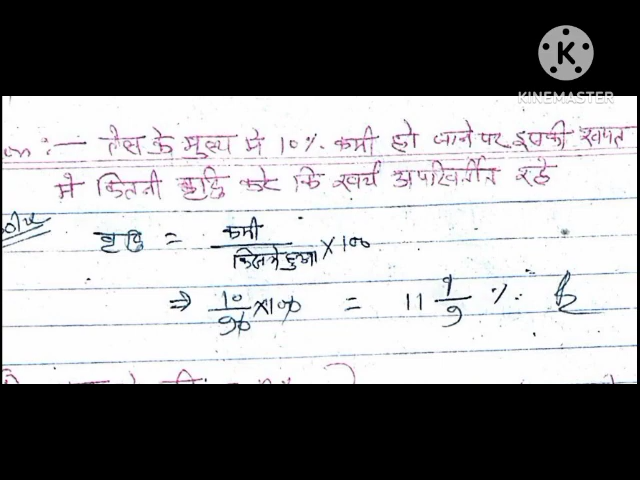 K
KINEMASTER
:— तेल के मुल्य मे 10%. कमी हो जाने पर इसकी खपत
मे कितनी वृद्धि करे कि खर्च अपरिवर्तीत रहे
वृद्धि = कमी / × 100
⇒ 10/90 × 100 = 11 1/9 %.